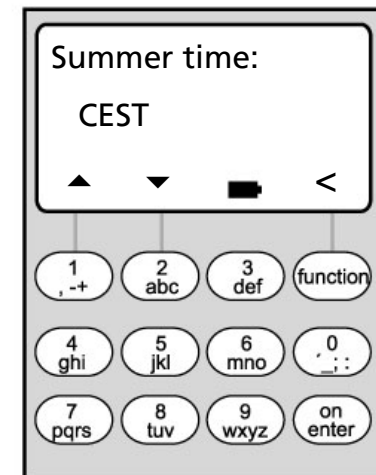 Summer time:
CEST
<
1 2 3 function
, -+ abc def
4 5 6 0
ghi jkl mno ´_; :
7 8 9 on
pqrs tuv wxyz enter